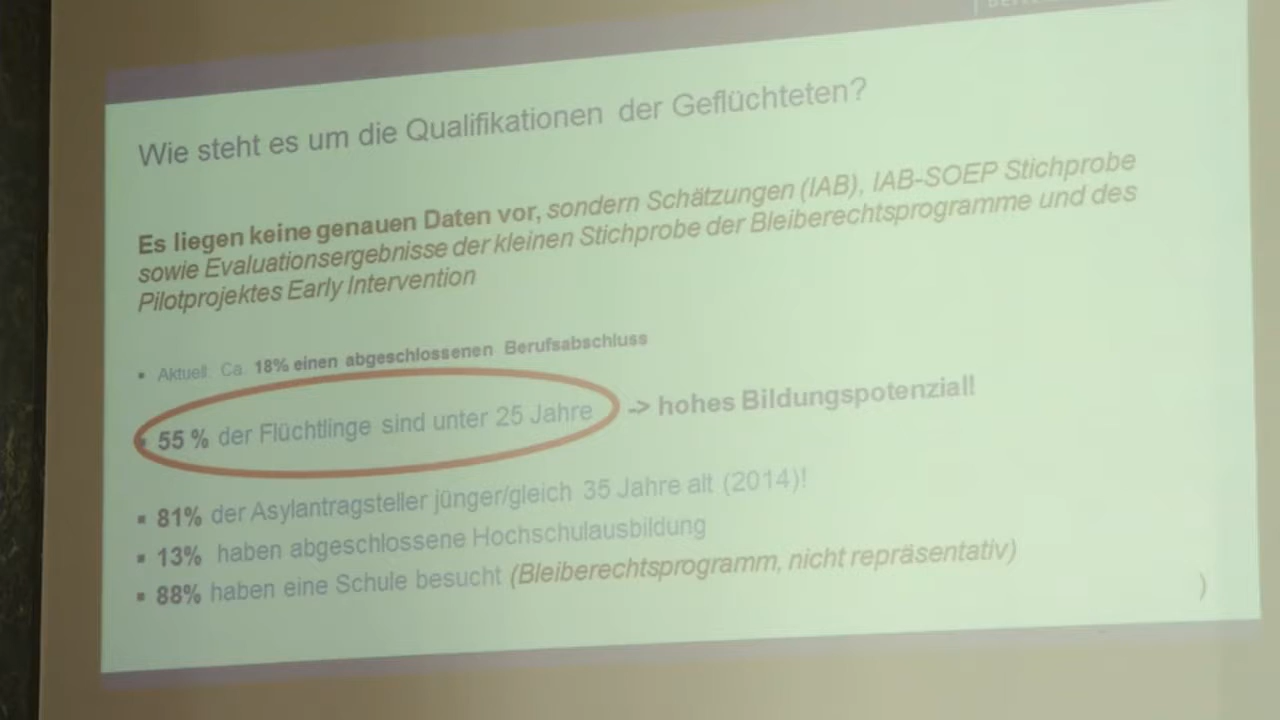 Wie steht es um die Qualifikationen der Geflüchteten?
Es liegen keine genauen Daten vor, sondern Schätzungen (IAB), IAB-SOEP Stichprobe
sowie Evaluationsergebnisse der kleinen Stichprobe der Bleiberechtsprogramme und des
Pilotprojektes Early Intervention
▪ Aktuell: Ca. 18% einen abgeschlossenen Berufsabschluss
▪ 55 % der Flüchtlinge sind unter 25 Jahre -> hohes Bildungspotenzial!
▪ 81% der Asylantragsteller jünger/gleich 35 Jahre alt (2014)!
▪ 13% haben abgeschlossene Hochschulausbildung
▪ 88% haben eine Schule besucht (Bleiberechtsprogramm, nicht repräsentativ)
)